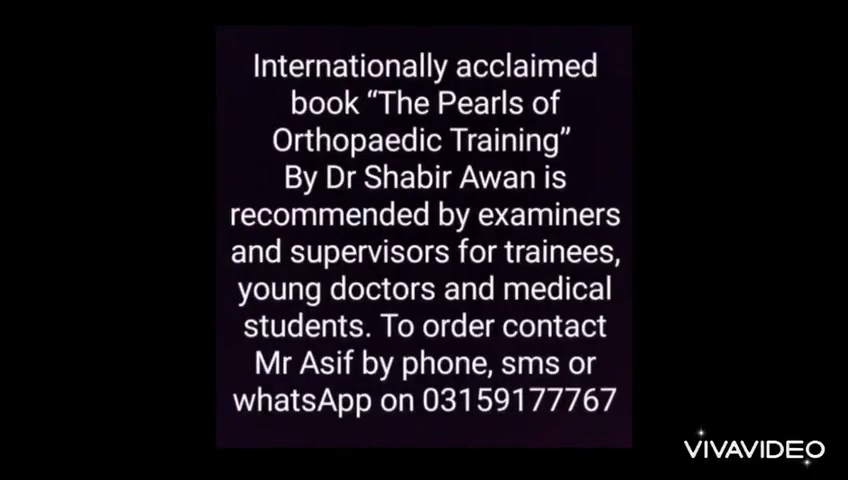 Internationally acclaimed
book “The Pearls of
Orthopaedic Training”
By Dr Shabir Awan is
recommended by examiners
and supervisors for trainees,
young doctors and medical
students. To order contact
Mr Asif by phone, sms or
whatsApp on 03159177767
VIVAVIDEO